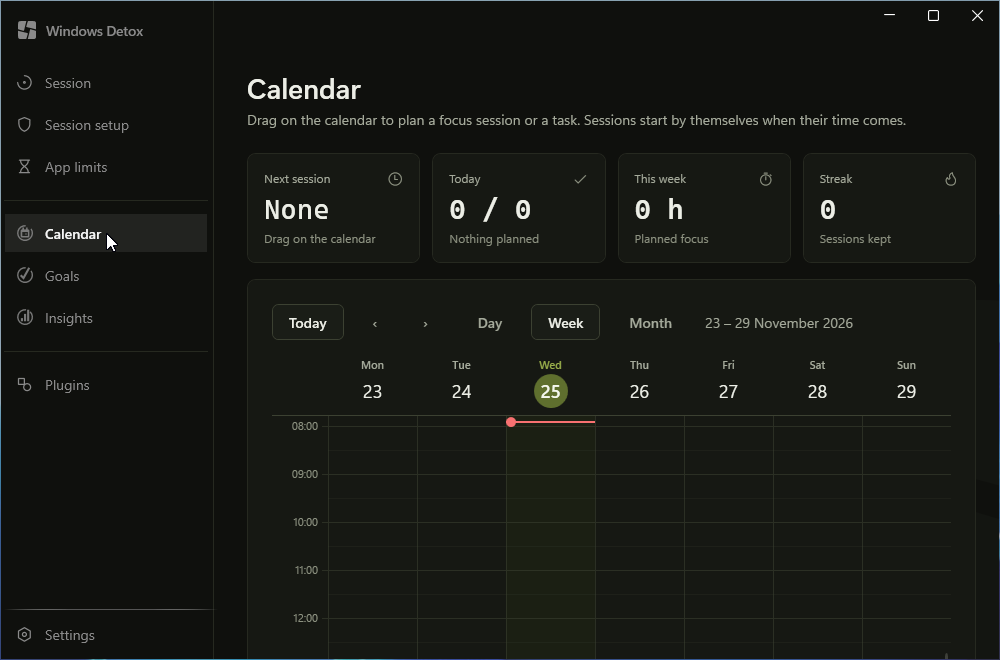 Windows Detox
Session
Session setup
App limits
Calendar
Goals
Insights
Plugins
Settings
Calendar
Drag on the calendar to plan a focus session or a task. Sessions start by themselves when their time comes.
Next session
None
Drag on the calendar
Today
0 / 0
Nothing planned
This week
0 h
Planned focus
Streak
0
Sessions kept
Today ‹ › Day Week Month 23 – 29 November 2026
Mon Tue Wed Thu Fri Sat Sun
23 24 25 26 27 28 29
08:00
09:00
10:00
11:00
12:00